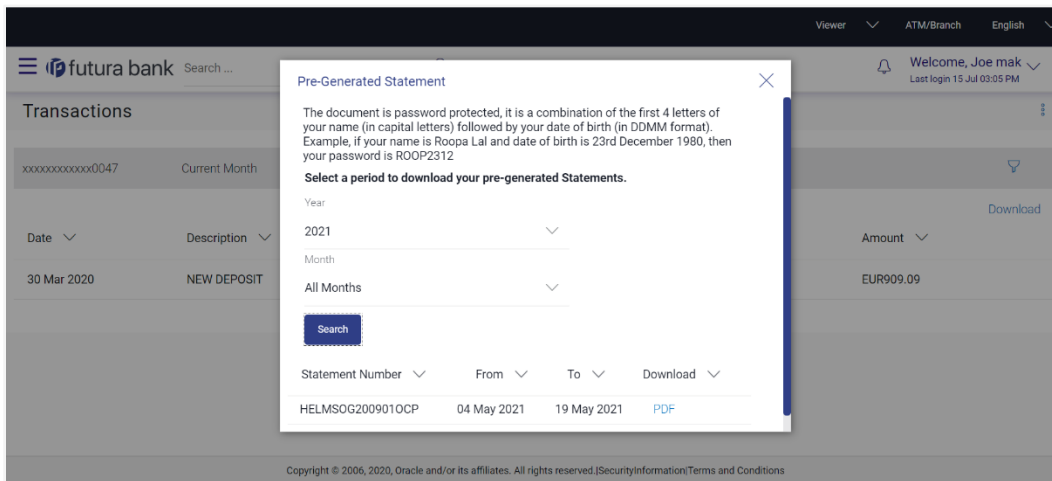 Viewer ATM/Branch English
futura bank Search ... Welcome, Joe mak
Last login 15 Jul 03:05 PM
Transactions
xxxxxxxxxxxx0047 Current Month
Download
Date Description Amount
30 Mar 2020 NEW DEPOSIT EUR909.09
Pre-Generated Statement
The document is password protected, it is a combination of the first 4 letters of
your name (in capital letters) followed by your date of birth (in DDMM format).
Example, if your name is Roopa Lal and date of birth is 23rd December 1980, then
your password is ROOP2312
Select a period to download your pre-generated Statements.
Year
2021
Month
All Months
Search
Statement Number From To Download
HELMSOG200901OCP 04 May 2021 19 May 2021 PDF
Copyright © 2006, 2020, Oracle and/or its affiliates. All rights reserved.|SecurityInformation|Terms and Conditions